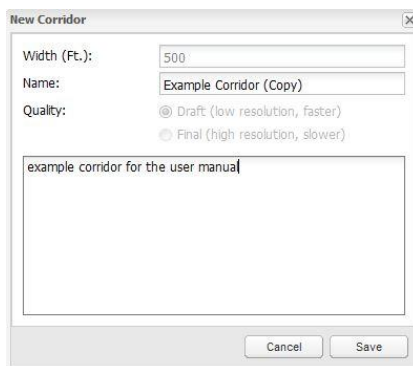 New Corridor
Width (Ft.): 500
Name: Example Corridor (Copy)
Quality: Draft (low resolution, faster)
Final (high resolution, slower)
example corridor for the user manual
Cancel Save